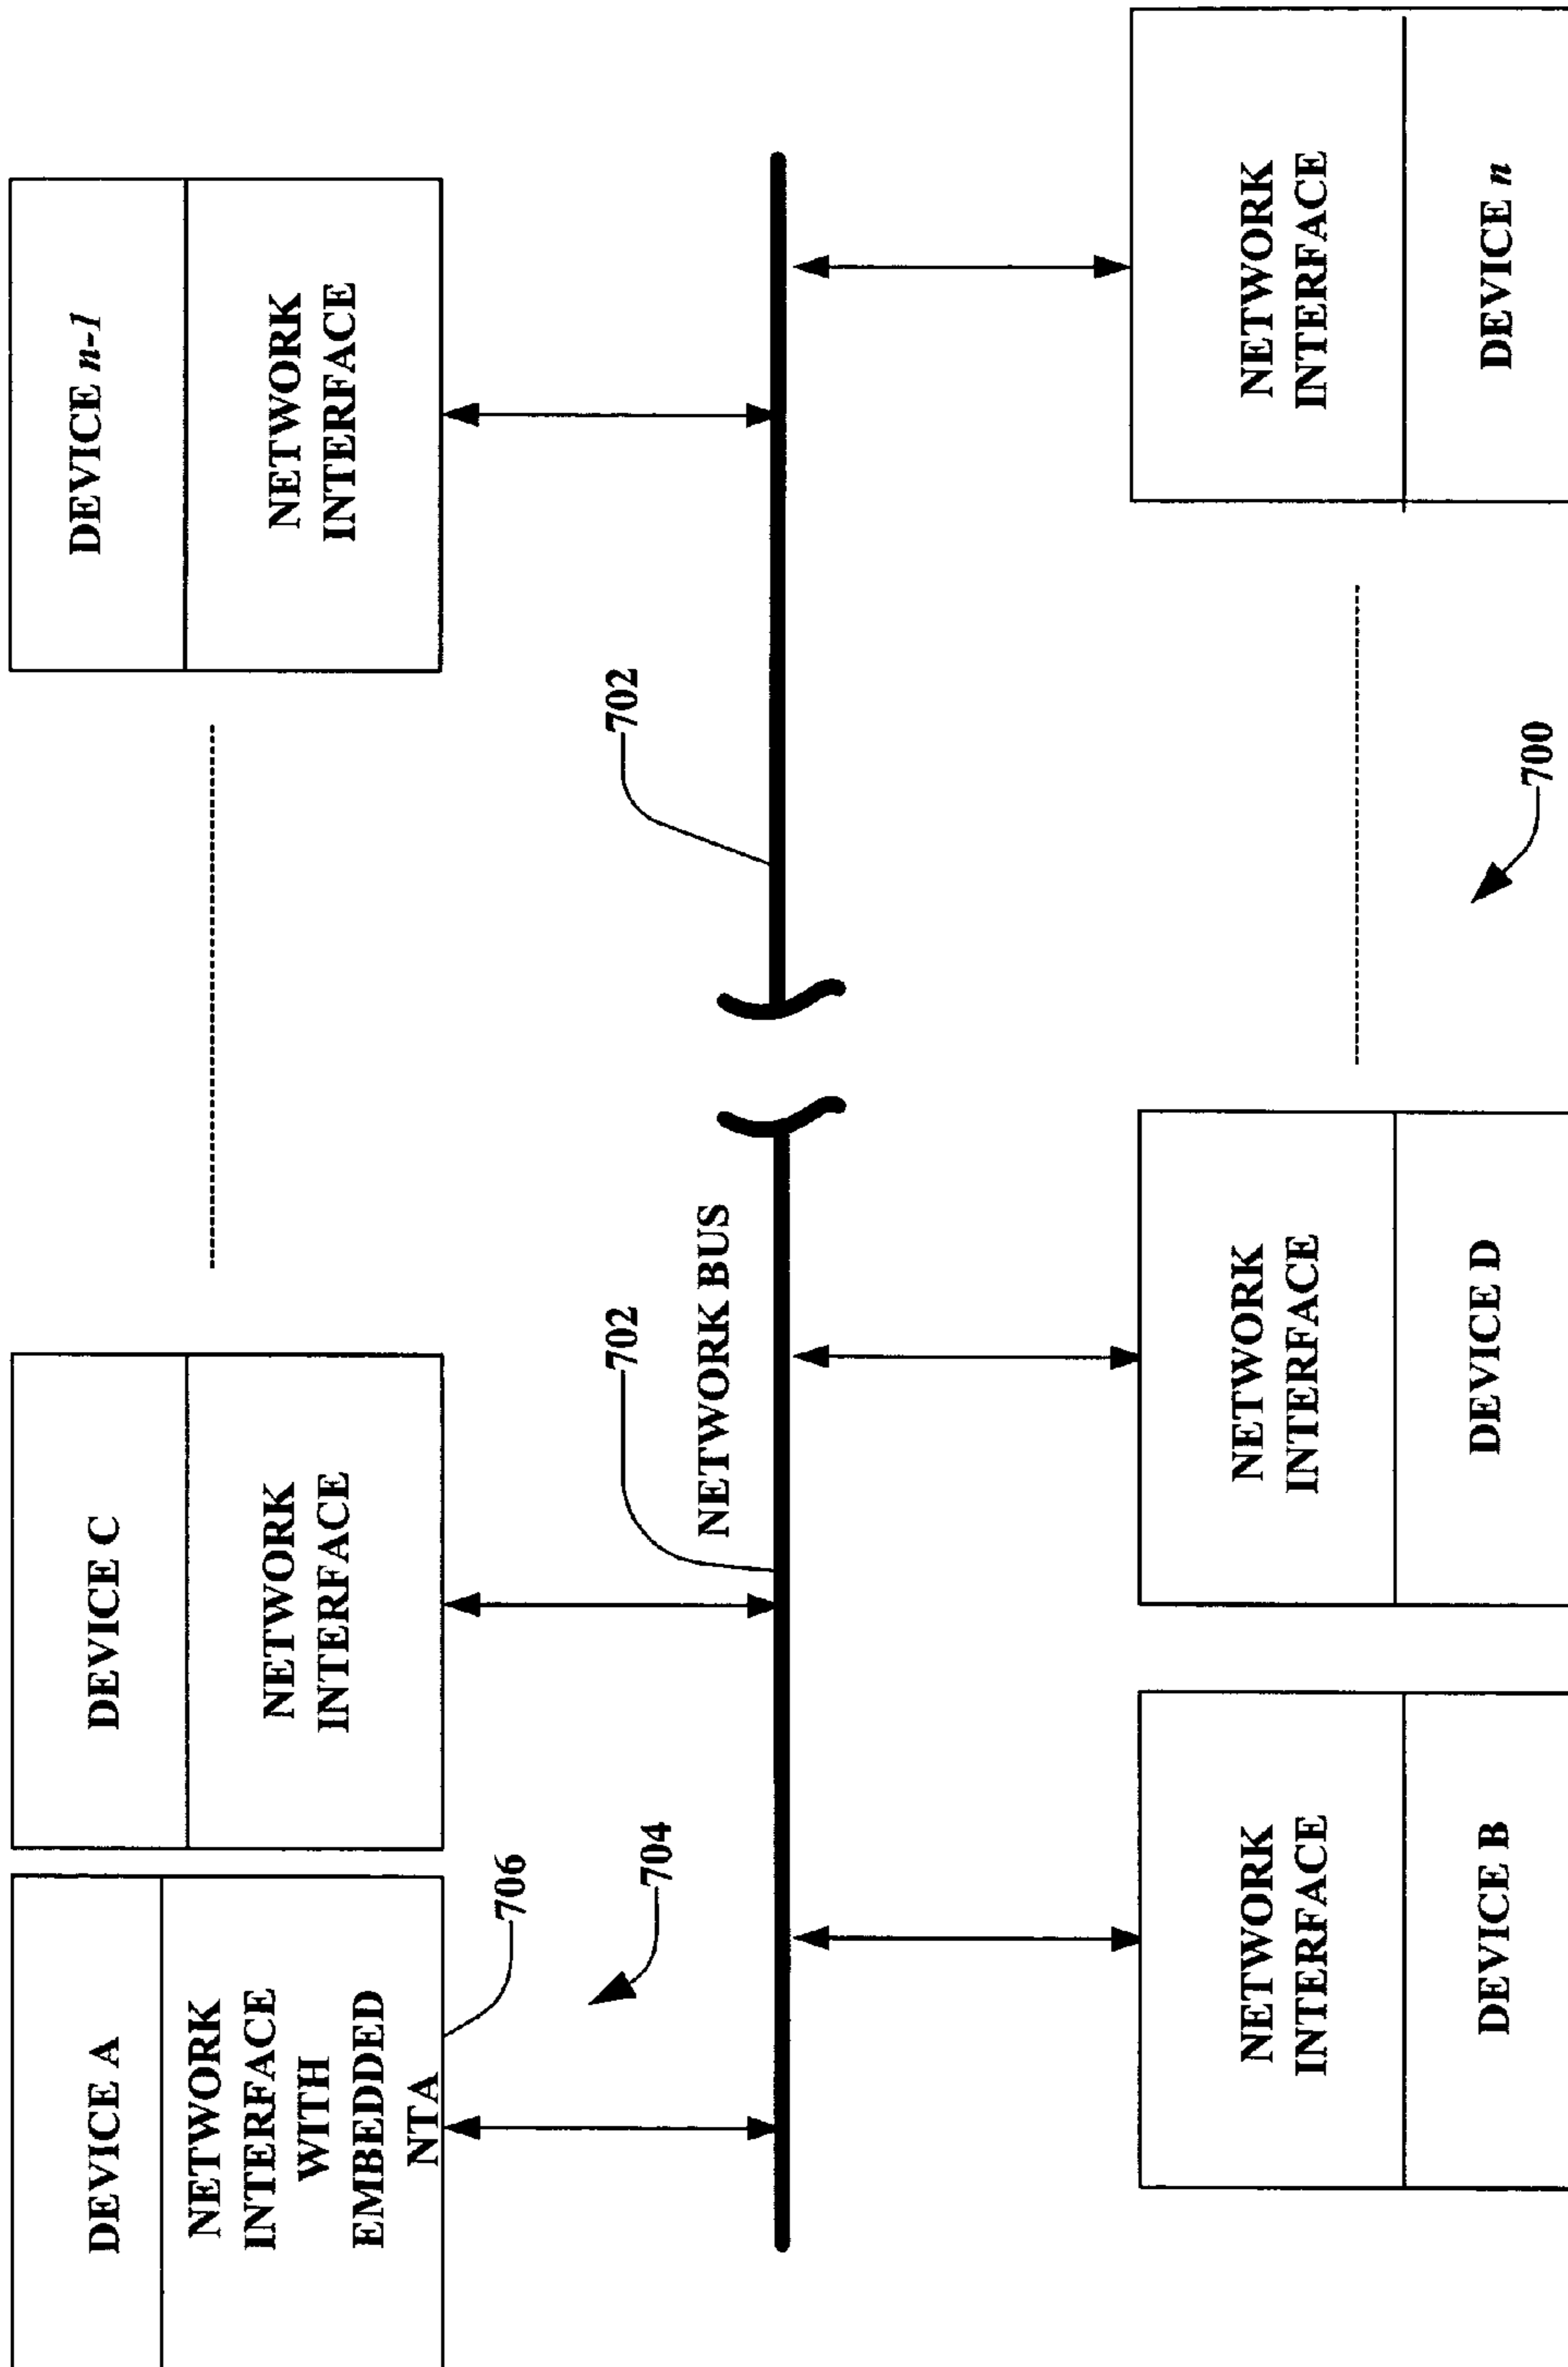 DEVICE A
NETWORK
INTERFACE
WITH
EMBEDDED
NTA
706
704
DEVICE C
NETWORK
INTERFACE
DEVICE n-1
NETWORK
INTERFACE
702
NETWORK BUS
702
NETWORK
INTERFACE
DEVICE B
NETWORK
INTERFACE
DEVICE D
NETWORK
INTERFACE
DEVICE n
700